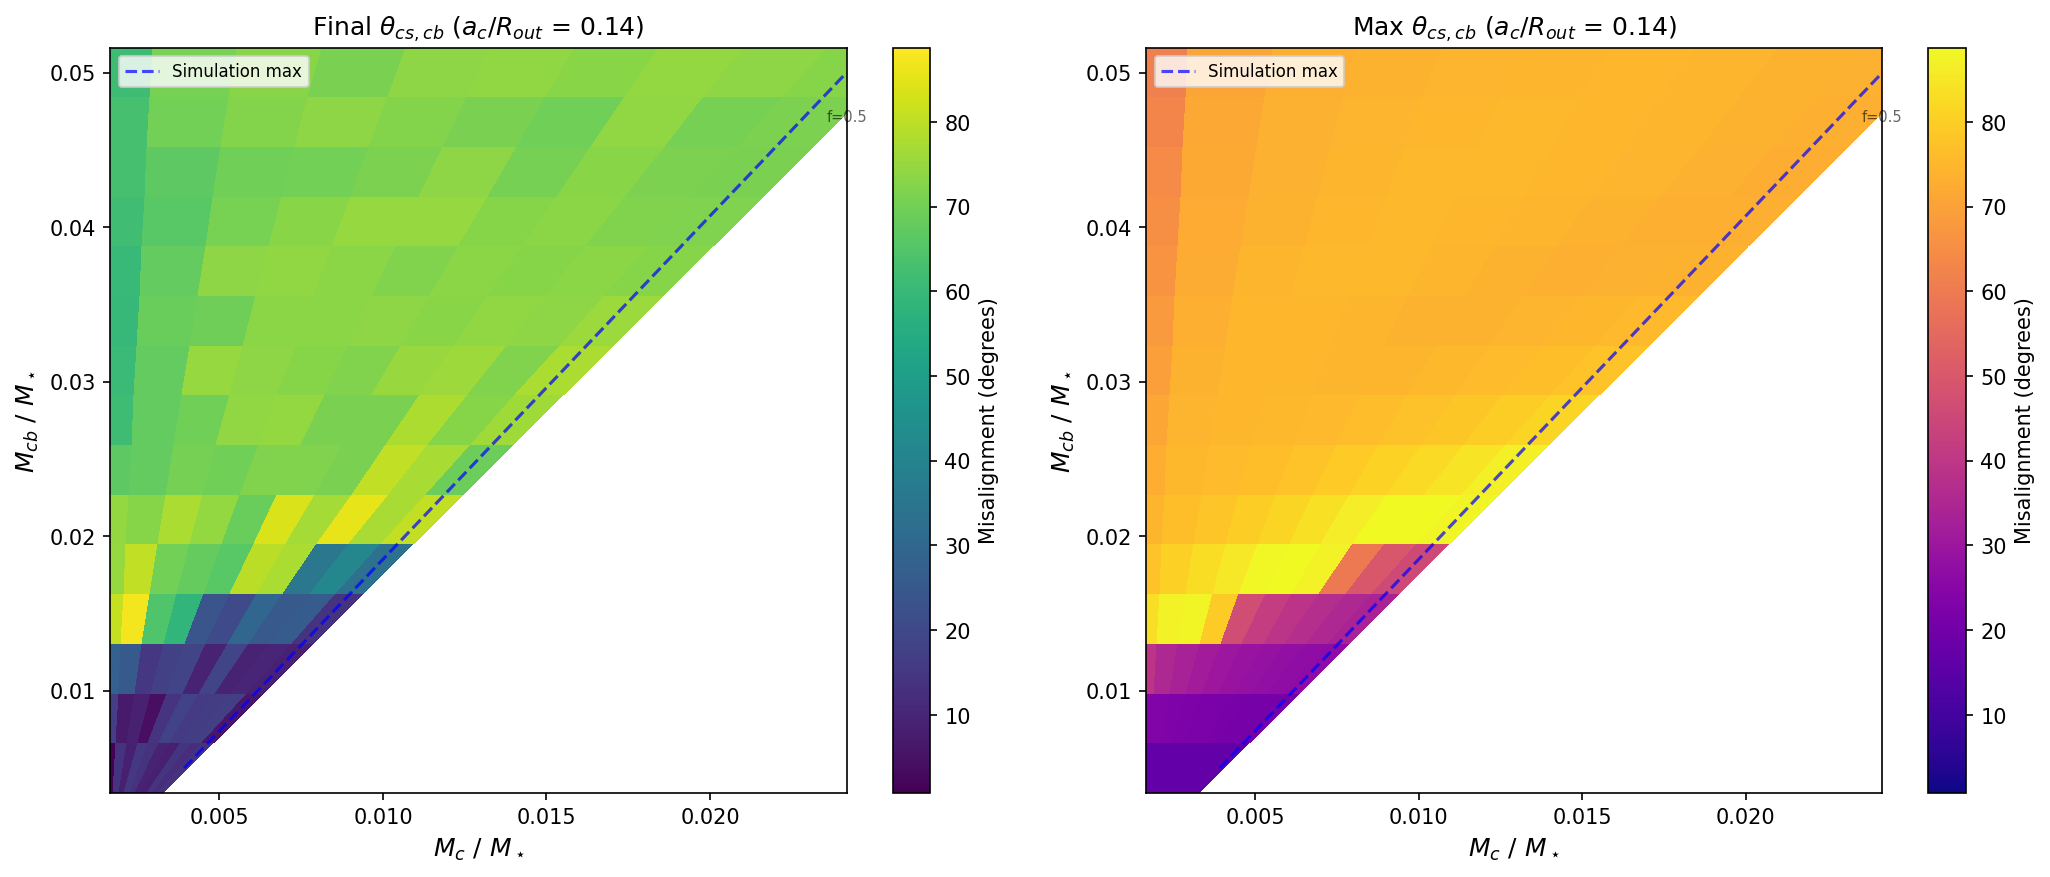 Final θcs,cb (ac/Rout = 0.14)
Simulation max
f=0.5
0.05
0.04
0.03
0.02
0.01
Mcb / M⋆
0.005
0.010
0.015
0.020
Mc / M⋆
80
70
60
50
40
30
20
10
Misalignment (degrees)
Max θcs,cb (ac/Rout = 0.14)
Simulation max
f=0.5
0.05
0.04
0.03
0.02
0.01
Mcb / M⋆
0.005
0.010
0.015
0.020
Mc / M⋆
80
70
60
50
40
30
20
10
Misalignment (degrees)